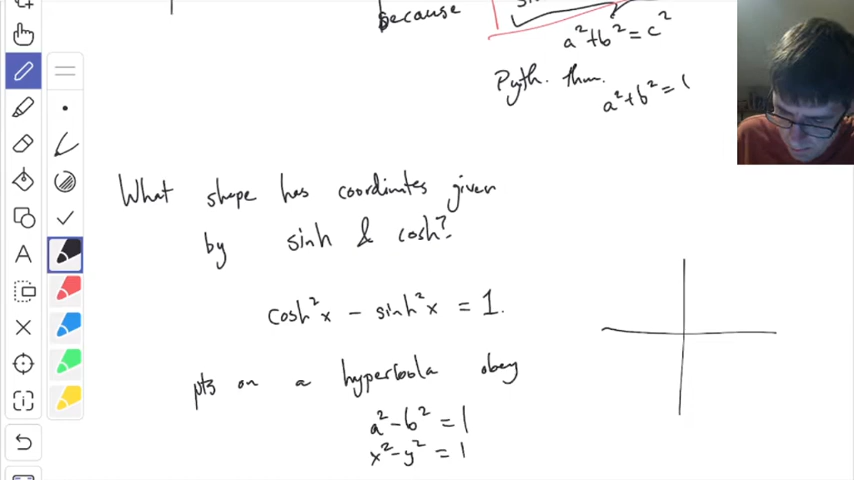 because
sin
a²+b²=c²
Pyth. thm.
a²+b²=1
What shape has coordinates given
by sinh & cosh?
cosh²x - sinh²x = 1.
pts on a hyperbola obey
a²-b²=1
x²-y²=1
A